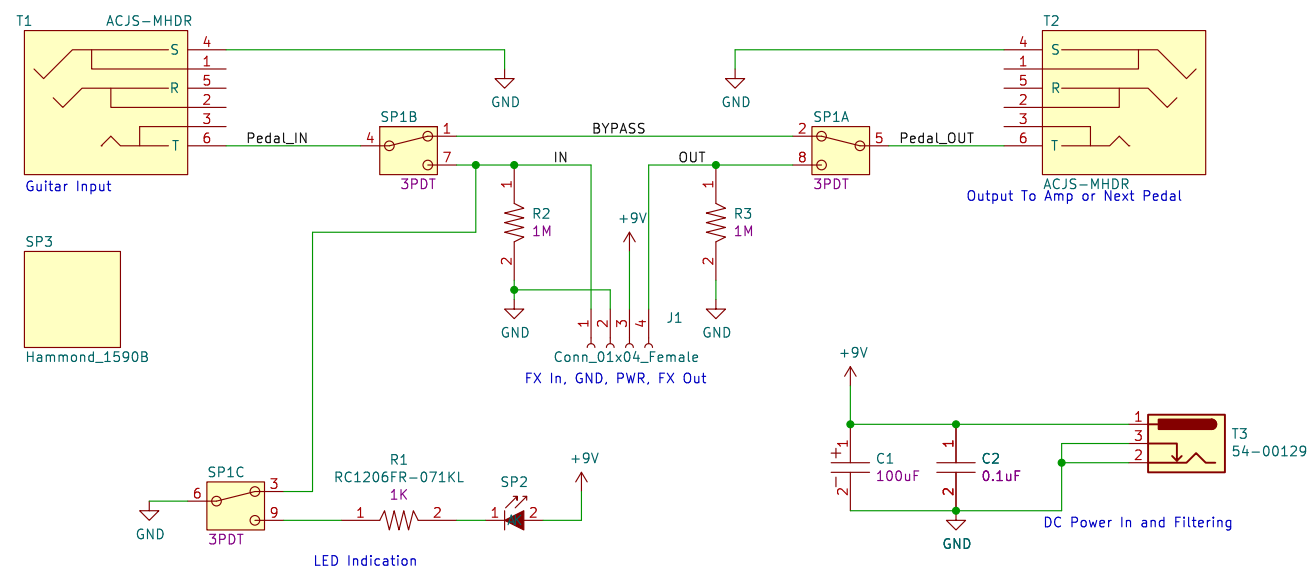 T1
ACJS-MHDR
S
4
1
R
5
2
3
T
6
Guitar Input
GND
Pedal_IN
SP1B
4
1
7
3PDT
BYPASS
IN
OUT
GND
T2
4
S
1
5
R
2
3
6
T
ACJS-MHDR
Output To Amp or Next Pedal
SP1A
2
5
8
3PDT
Pedal_OUT
1
R2
1M
2
GND
+9V
1
R3
1M
2
GND
1
2
3
4
J1
Conn_01x04_Female
FX In, GND, PWR, FX Out
SP3
Hammond_1590B
SP1C
6
3
9
3PDT
GND
R1
RC1206FR-071KL
1K
1
2
SP2
1
2
+9V
LED Indication
+9V
+
1
C1
100uF
2
-
1
C2
0.1uF
2
GND
1
3
2
T3
54-00129
DC Power In and Filtering